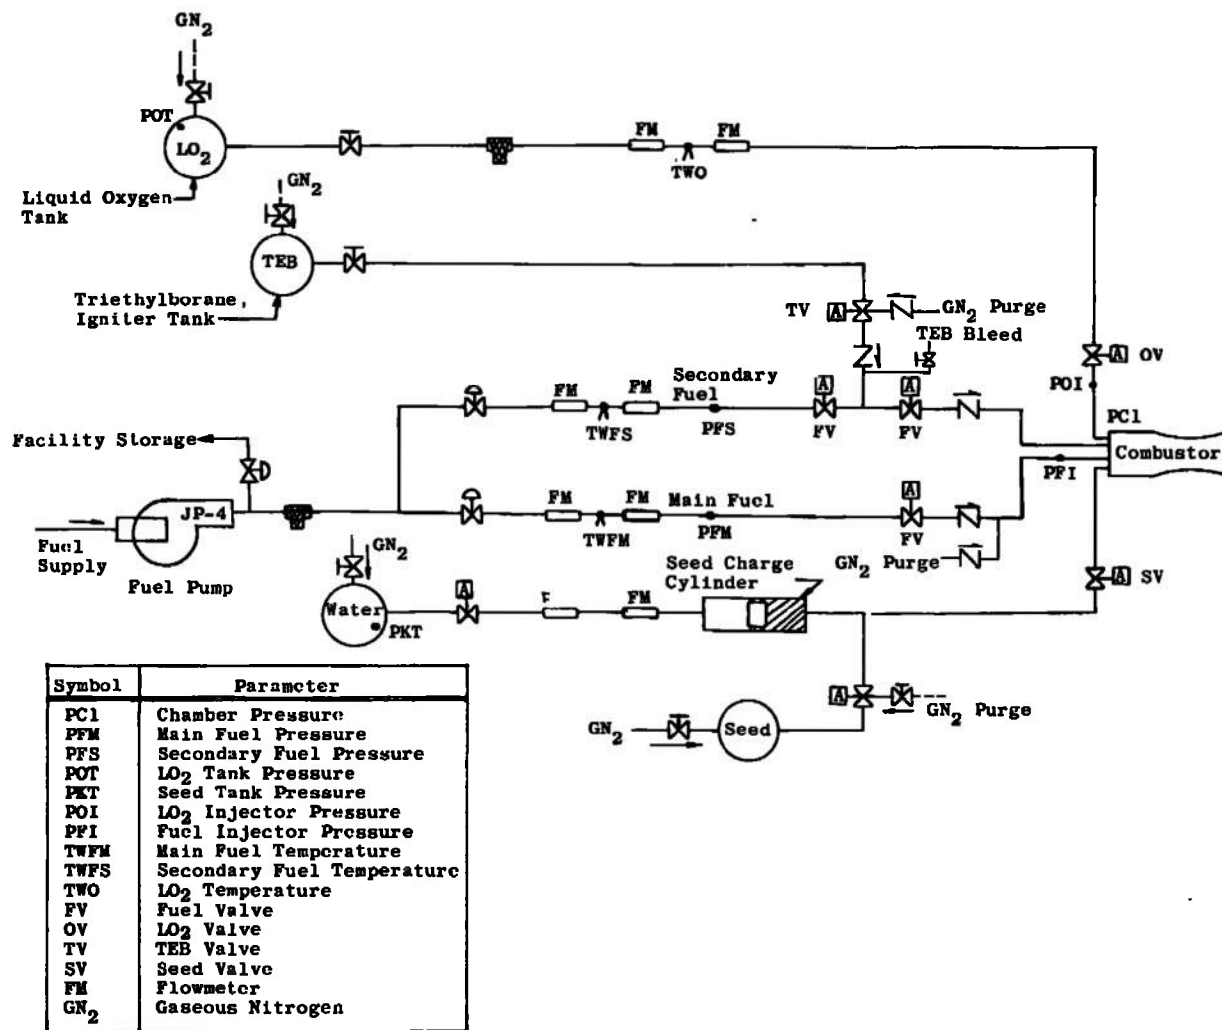 GN2
POT
LO2
FM
FM
TWO
Liquid Oxygen
Tank
GN2
TEB
Triethylborane,
Igniter Tank
TV
A
GN2 Purge
TEB Bleed
A
OV
POI
PC1
Combustor
Secondary
Fuel
FM
FM
TWFS
PFS
A
FV
A
FV
Facility Storage
JP-4
Fuel
Supply
Fuel Pump
FM
FM
TWFM
Main Fuel
PFM
A
FV
PFI
GN2 Purge
GN2
Water
PKT
A
F
FM
Seed Charge
Cylinder
A
SV
A
GN2 Purge
GN2
Seed
Symbol Parameter
PC1 Chamber Pressure
PFM Main Fuel Pressure
PFS Secondary Fuel Pressure
POT LO2 Tank Pressure
PKT Seed Tank Pressure
POI LO2 Injector Pressure
PFI Fuel Injector Pressure
TWFM Main Fuel Temperature
TWFS Secondary Fuel Temperature
TWO LO2 Temperature
FV Fuel Valve
OV LO2 Valve
TV TEB Valve
SV Seed Valve
FM Flowmeter
GN2 Gaseous Nitrogen